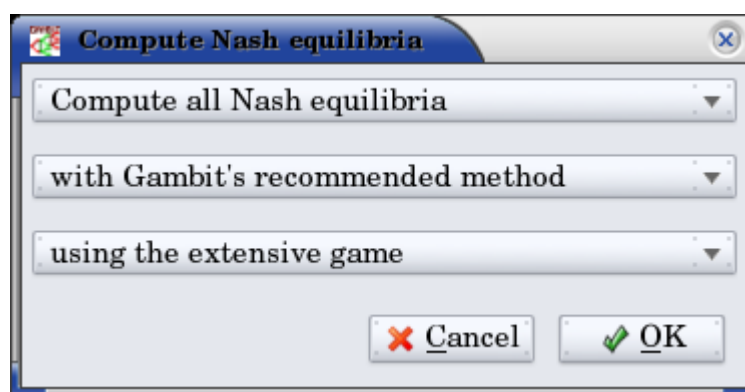 Compute Nash equilibria
Compute all Nash equilibria
with Gambit's recommended method
using the extensive game
Cancel
OK